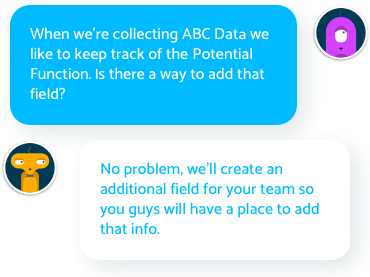 When we're collecting ABC Data we
like to keep track of the Potential
Function. Is there a way to add that
field?
No problem, we'll create an
additional field for your team so
you guys will have a place to add
that info.